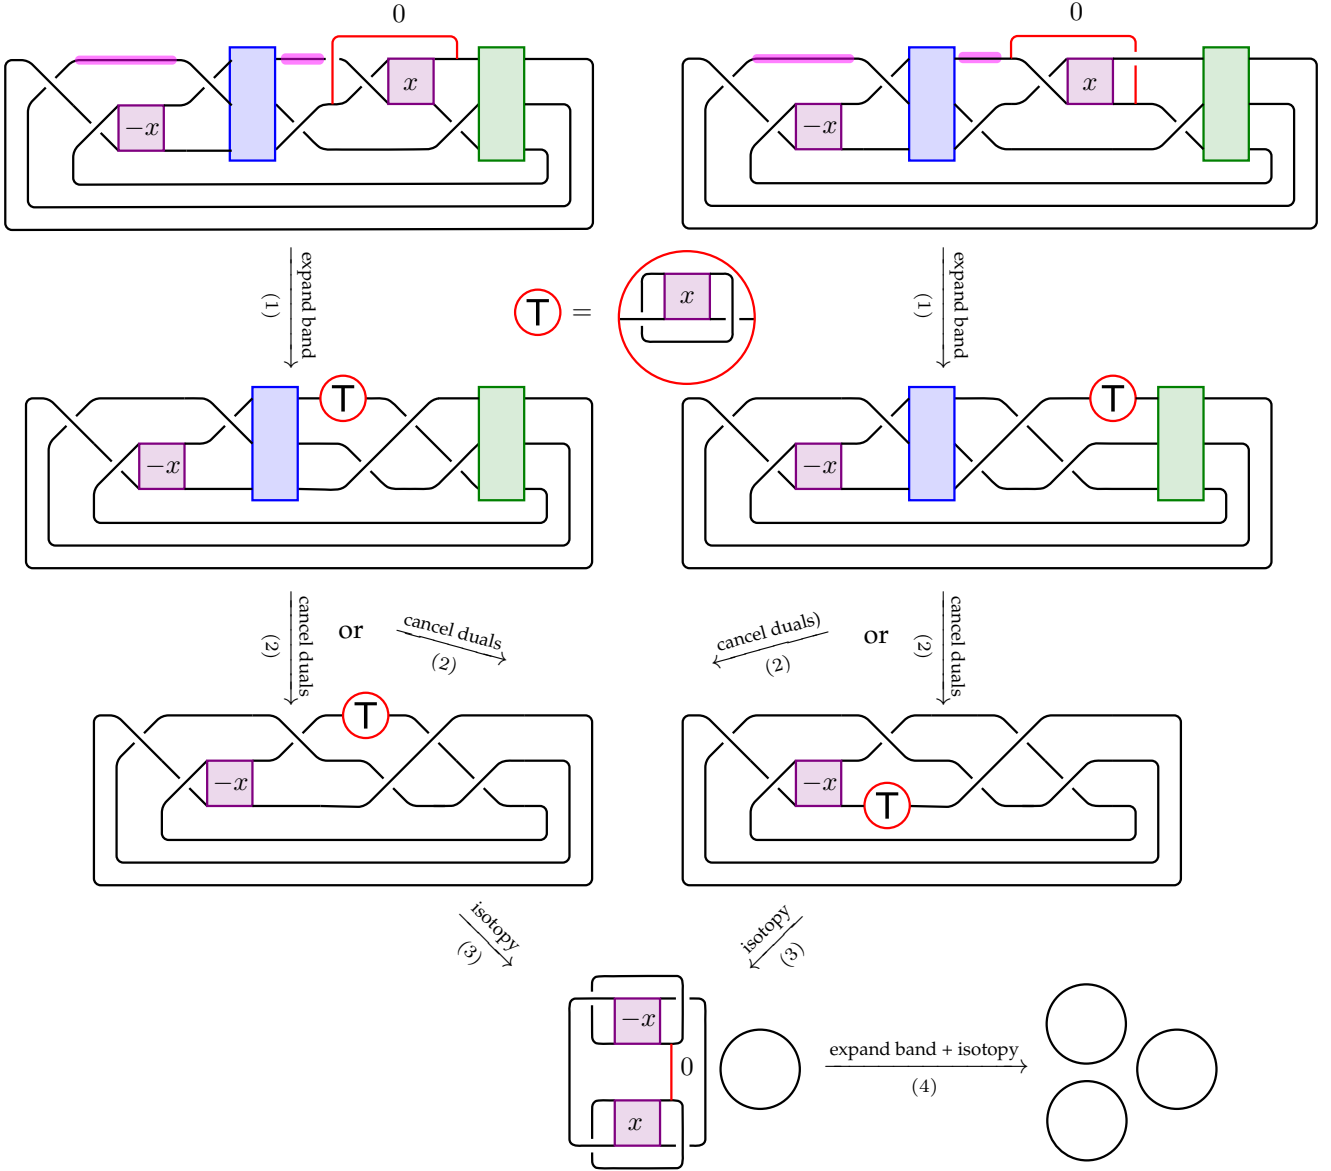 0
0
x
x
−x
−x
expand band
(1)
T
=
x
expand band
(1)
T
T
−x
−x
cancel duals
(2)
or
cancel duals
(2)
cancel duals)
(2)
or
cancel duals
(2)
T
−x
−x
T
isotopy
(3)
isotopy
(3)
−x
0
x
expand band + isotopy
(4)